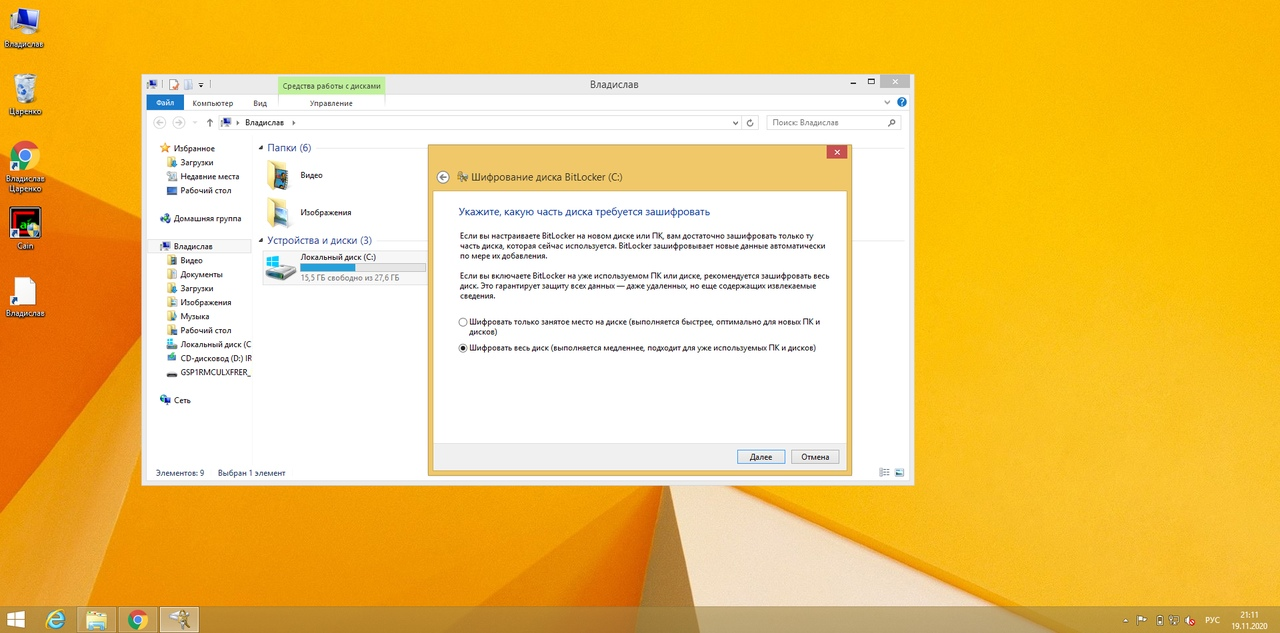 Владислав
Царенко
Владислав
Царенко
Cain
Владислав
Средства работы с дисками
Владислав
Файл
Компьютер
Вид
Управление
Владислав
Поиск: Владислав
Избранное
Загрузки
Недавние места
Рабочий стол
Домашняя группа
Владислав
Видео
Документы
Загрузки
Изображения
Музыка
Рабочий стол
Локальный диск (C
CD-дисковод (D:) IR
GSP1RMCULXFRER_
Сеть
Папки (6)
Видео
Изображения
Устройства и диски (3)
Локальный диск (C:)
15,5 ГБ свободно из 27,6 ГБ
Элементов: 9
Выбран 1 элемент
Шифрование диска BitLocker (C:)
Укажите, какую часть диска требуется зашифровать
Если вы настраиваете BitLocker на новом диске или ПК, вам достаточно зашифровать только ту
часть диска, которая сейчас используется. BitLocker зашифровывает новые данные автоматически
по мере их добавления.
Если вы включаете BitLocker на уже используемом ПК или диске, рекомендуется зашифровать весь
диск. Это гарантирует защиту всех данных — даже удаленных, но еще содержащих извлекаемые
сведения.
Шифровать только занятое место на диске (выполняется быстрее, оптимально для новых ПК и
дисков)
Шифровать весь диск (выполняется медленнее, подходит для уже используемых ПК и дисков)
Далее
Отмена
РУС
21:11
19.11.2020